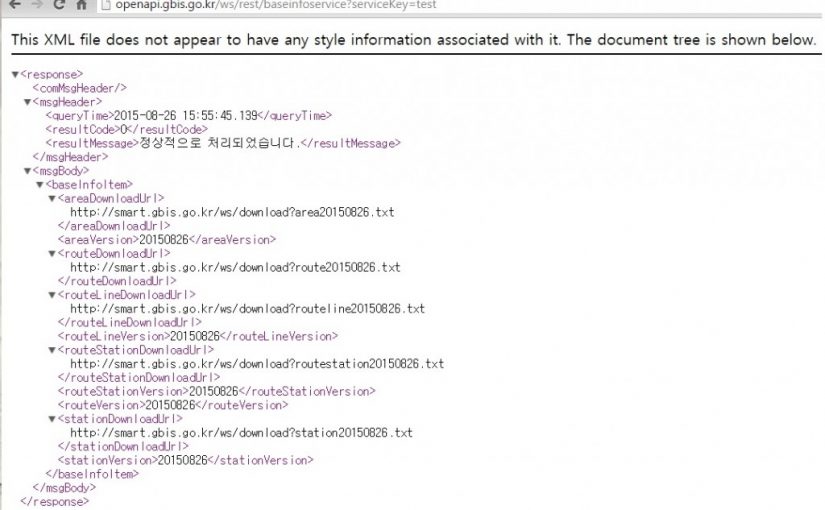 openapi.gbis.go.kr/ws/rest/baseinfoservice?serviceKey=test
This XML file does not appear to have any style information associated with it. The document tree is shown below.
▼<response>
<comMsgHeader/>
▼<msgHeader>
<queryTime>2015-08-26 15:55:45.139</queryTime>
<resultCode>0</resultCode>
<resultMessage>정상적으로 처리되었습니다.</resultMessage>
</msgHeader>
▼<msgBody>
▼<baseInfoItem>
▼<areaDownloadUrl>
http://smart.gbis.go.kr/ws/download?area20150826.txt
</areaDownloadUrl>
<areaVersion>20150826</areaVersion>
▼<routeDownloadUrl>
http://smart.gbis.go.kr/ws/download?route20150826.txt
</routeDownloadUrl>
▼<routeLineDownloadUrl>
http://smart.gbis.go.kr/ws/download?routeline20150826.txt
</routeLineDownloadUrl>
<routeLineVersion>20150826</routeLineVersion>
▼<routeStationDownloadUrl>
http://smart.gbis.go.kr/ws/download?routestation20150826.txt
</routeStationDownloadUrl>
<routeStationVersion>20150826</routeStationVersion>
<routeVersion>20150826</routeVersion>
▼<stationDownloadUrl>
http://smart.gbis.go.kr/ws/download?station20150826.txt
</stationDownloadUrl>
<stationVersion>20150826</stationVersion>
</baseInfoItem>
</msgBody>
</response>